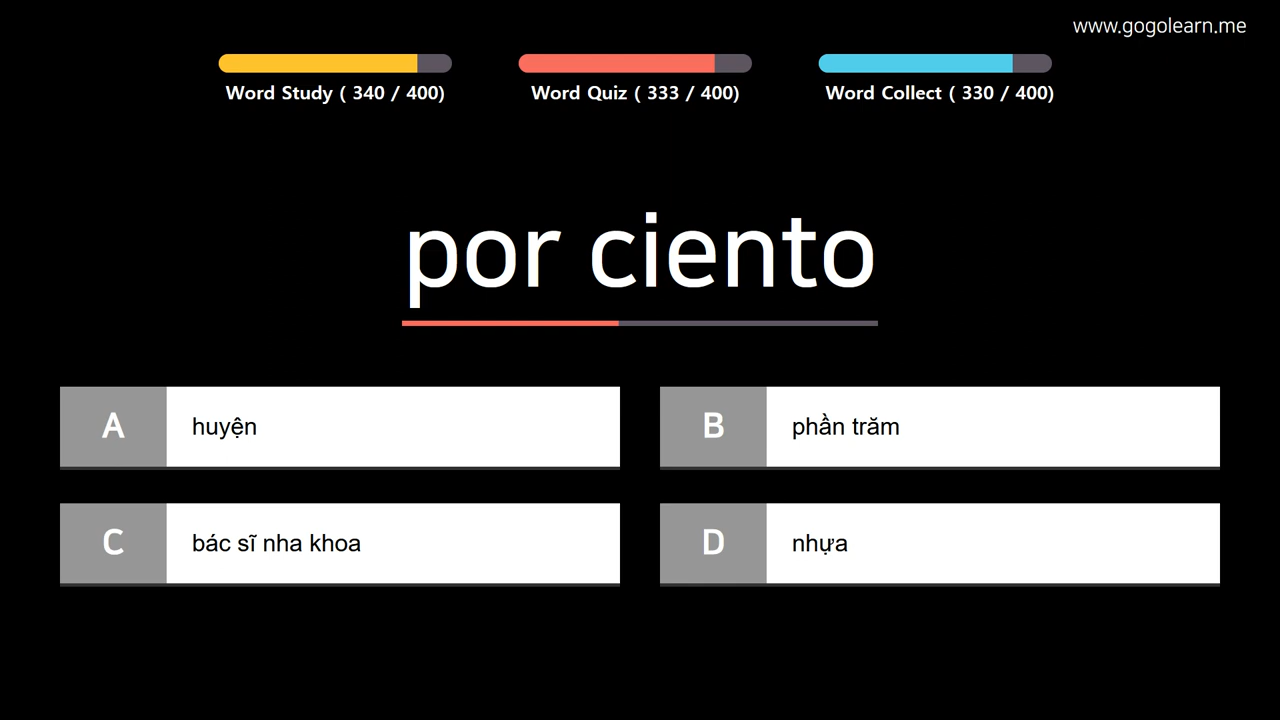 www.gogolearn.me
Word Study ( 340 / 400)
Word Quiz ( 333 / 400)
Word Collect ( 330 / 400)
por ciento
A
huyện
B
phần trăm
C
bác sĩ nha khoa
D
nhựa